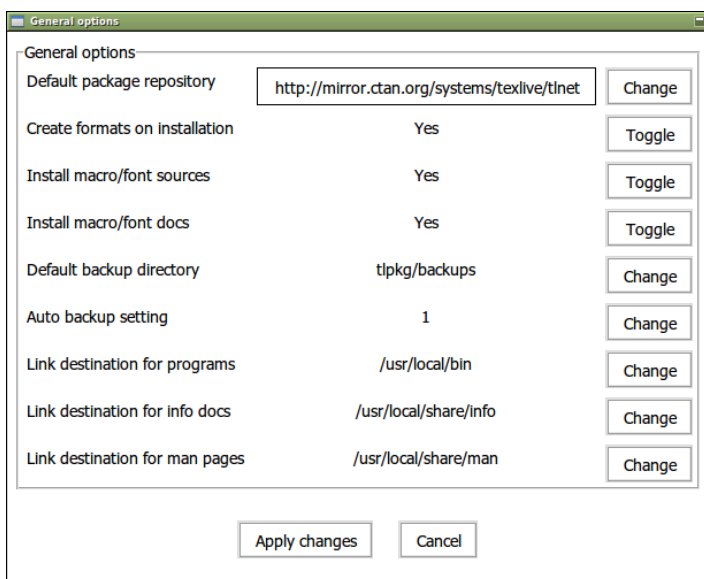 General options
General options
Default package repository http://mirror.ctan.org/systems/texlive/tlnet Change
Create formats on installation Yes Toggle
Install macro/font sources Yes Toggle
Install macro/font docs Yes Toggle
Default backup directory tlpkg/backups Change
Auto backup setting 1 Change
Link destination for programs /usr/local/bin Change
Link destination for info docs /usr/local/share/info Change
Link destination for man pages /usr/local/share/man Change
Apply changes Cancel